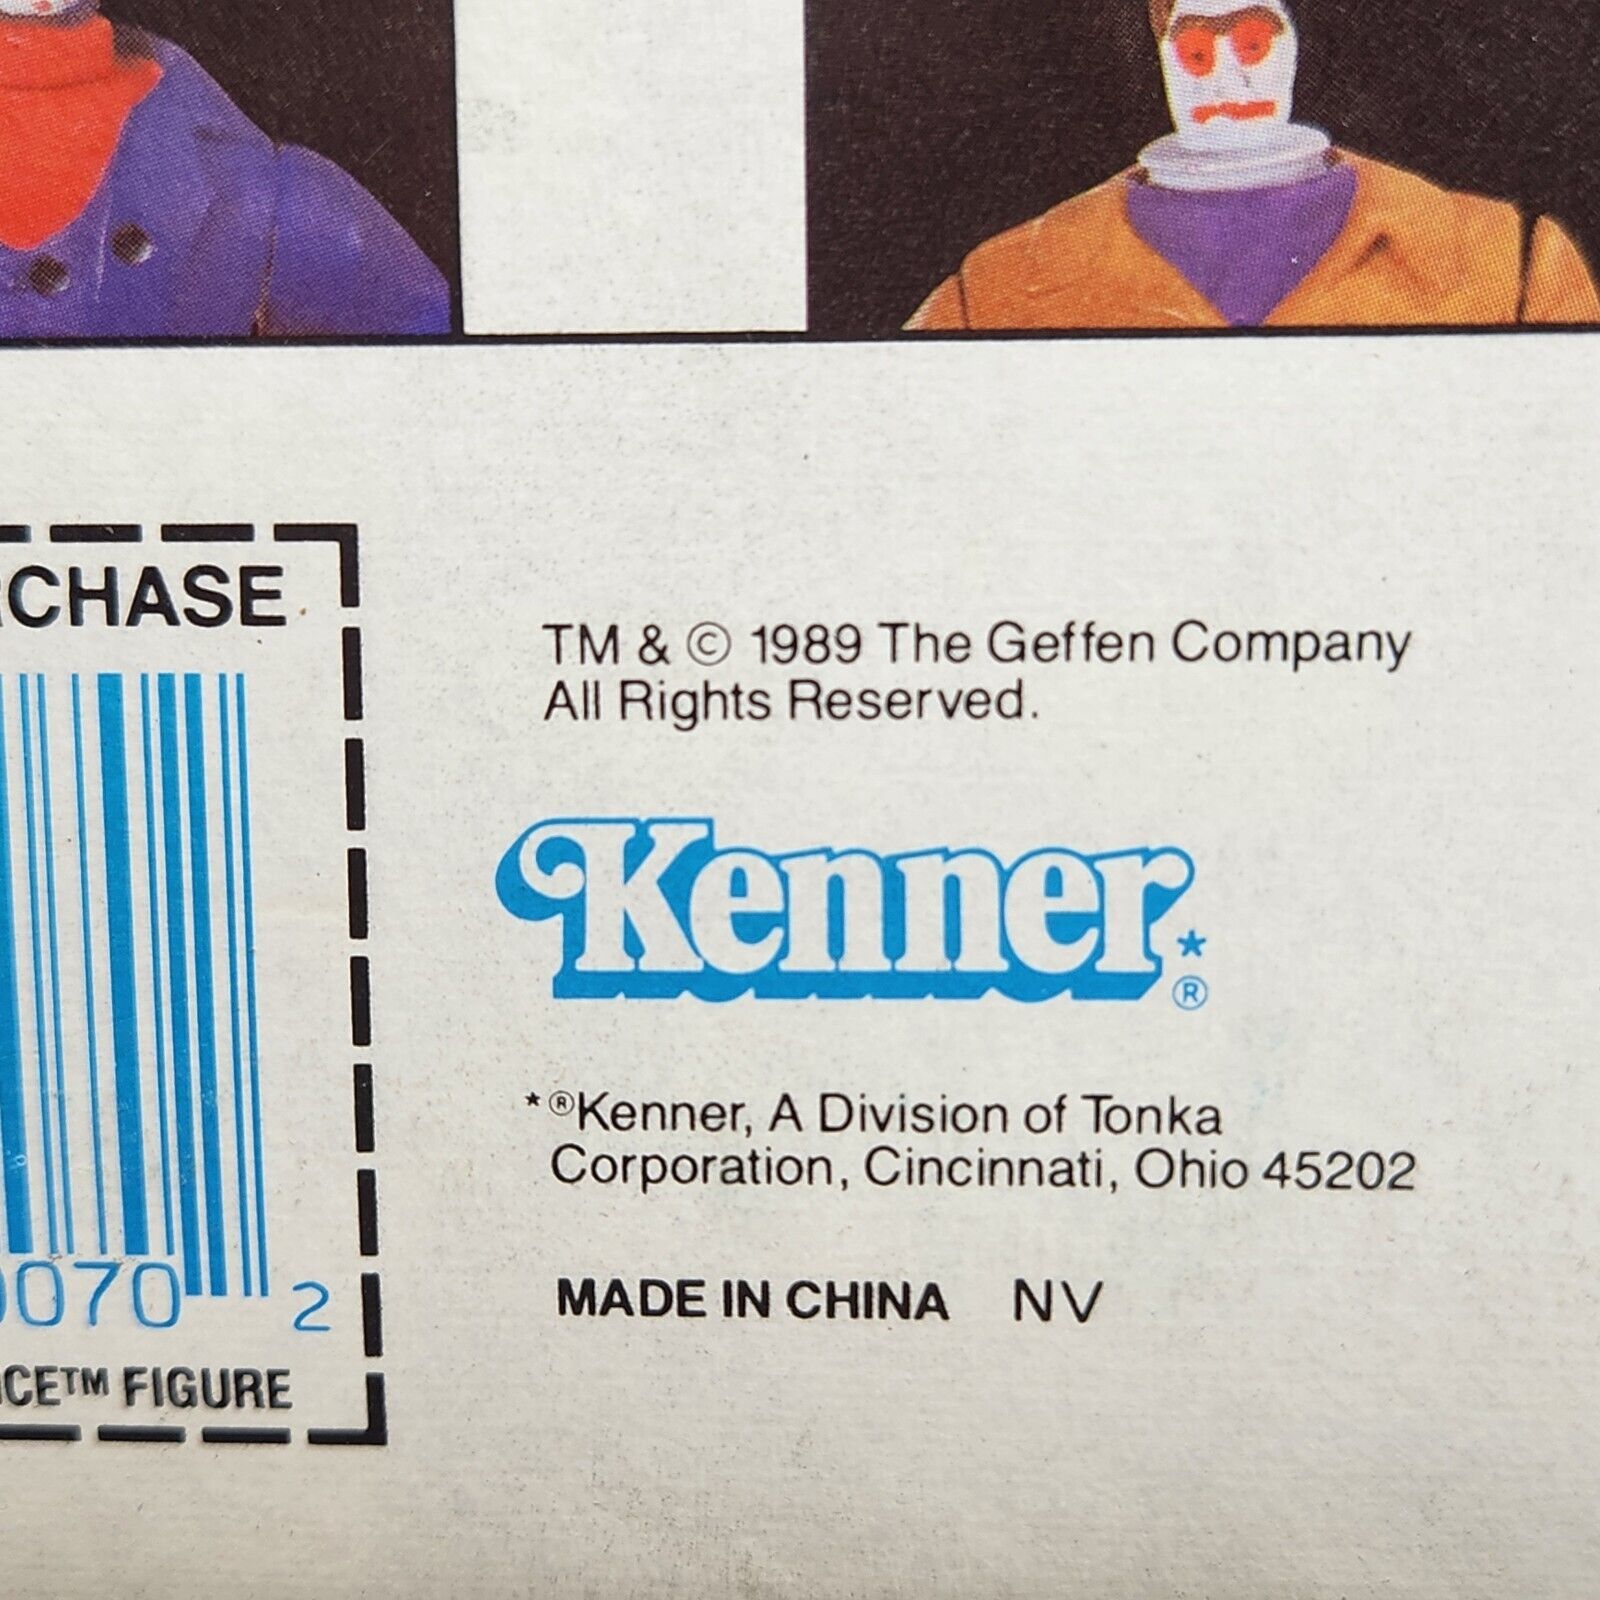 CHASE
TM & © 1989 The Geffen Company
All Rights Reserved.
Kenner*®
*®Kenner, A Division of Tonka
Corporation, Cincinnati, Ohio 45202
MADE IN CHINA NV
0070 2
FIGURE